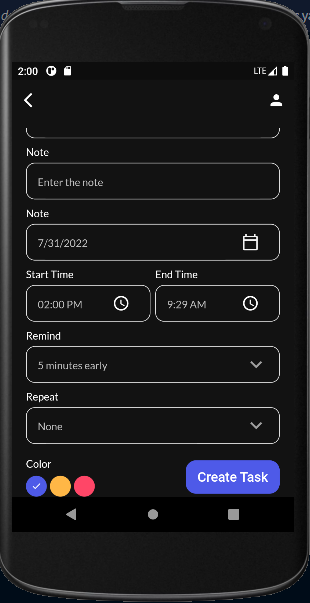 2:00 LTE
Note
Enter the note
Note
7/31/2022
Start Time End Time
02:00 PM 9:29 AM
Remind
5 minutes early
Repeat
None
Color
Create Task